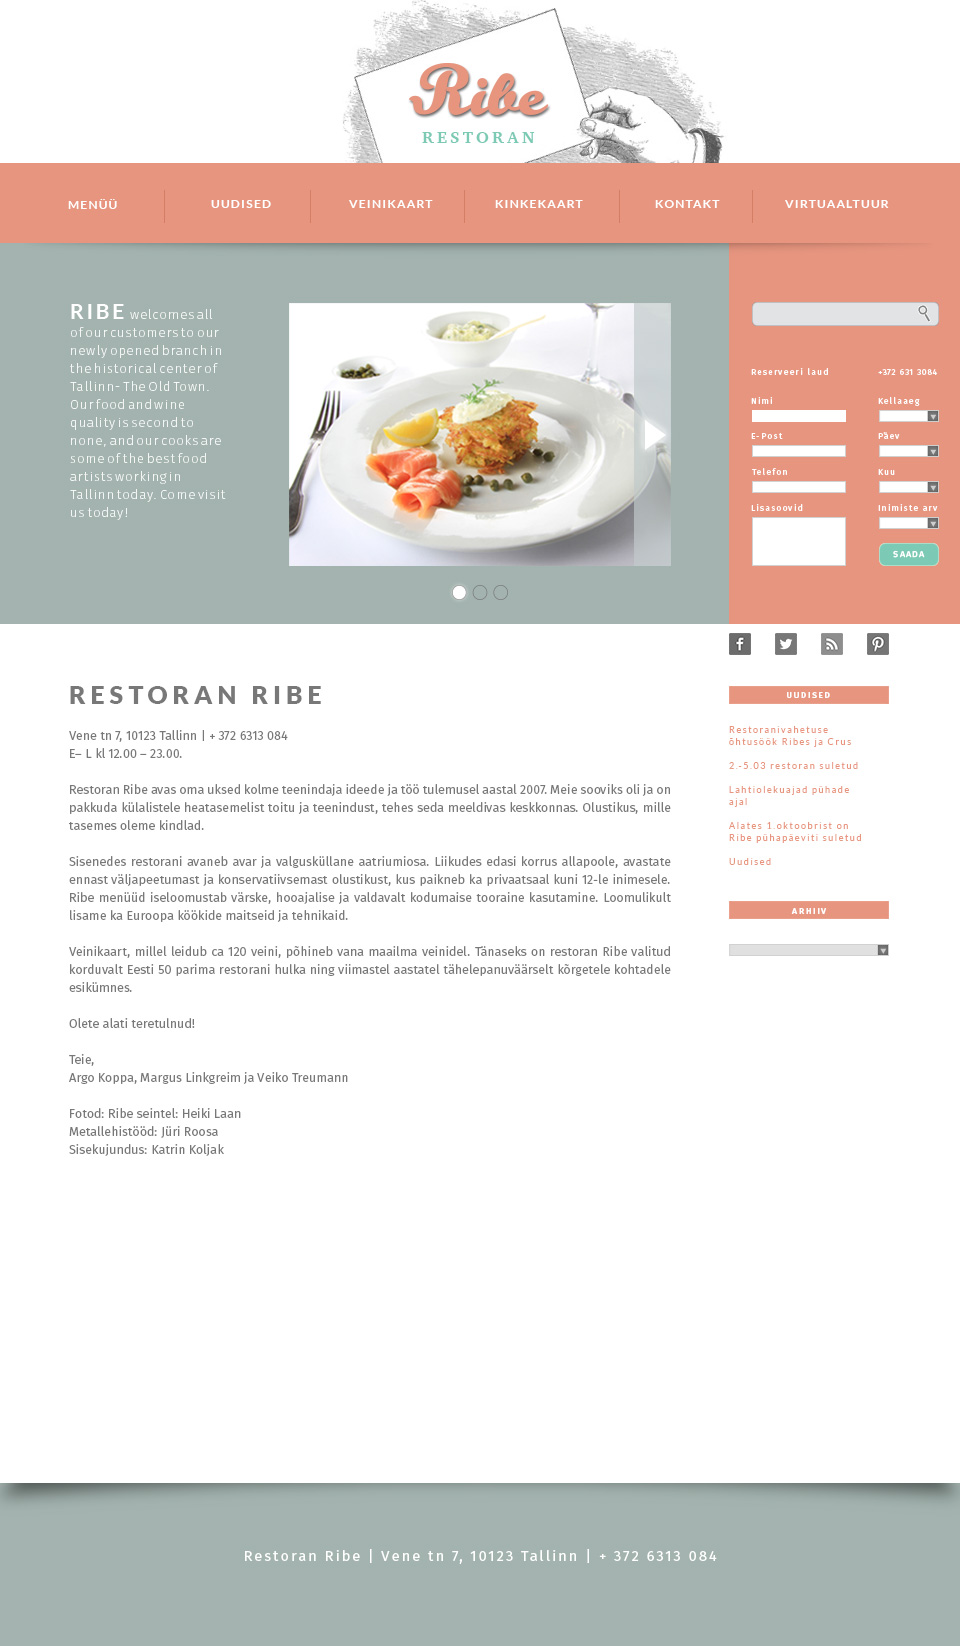 Ribe
RESTORAN
MENÜÜ
UUDISED
VEINIKAART
KINKEKAART
KONTAKT
VIRTUAALTUUR
RIBE welcomes all
of our customers to our
newly opened branch in
the historical center of
Tallinn- The Old Town.
Our food and wine
quality is second to
none, and our cooks are
some of the best food
artists working in
Tallinn today. Come visit
us today!
Reserveeri laud
+372 631 3084
Nimi
Kellaaeg
E-Post
Päev
Telefon
Kuu
Lisasoovid
Inimiste arv
SAADA
RESTORAN RIBE
Vene tn 7, 10123 Tallinn | + 372 6313 084
E– L kl 12.00 – 23.00.
Restoran Ribe avas oma uksed kolme teenindaja ideede ja töö tulemusel aastal 2007. Meie sooviks oli ja on
pakkuda külalistele heatasemelist toitu ja teenindust, tehes seda meeldivas keskkonnas. Olustikus, mille
tasemes oleme kindlad.
Sisenedes restorani avaneb avar ja valgusküllane aatriumiosa. Liikudes edasi korrus allapoole, avastate
ennast väljapeetumast ja konservatiivsemast olustikust, kus paikneb ka privaatsaal kuni 12-le inimesele.
Ribe menüüd iseloomustab värske, hooajalise ja valdavalt kodumaise tooraine kasutamine. Loomulikult
lisame ka Euroopa köökide maitseid ja tehnikaid.
Veinikaart, millel leidub ca 120 veini, põhineb vana maailma veinidel. Tänaseks on restoran Ribe valitud
korduvalt Eesti 50 parima restorani hulka ning viimastel aastatel tähelepanuväärselt kõrgetele kohtadele
esikümnes.
Olete alati teretulnud!
Teie,
Argo Koppa, Margus Linkgreim ja Veiko Treumann
Fotod: Ribe seintel: Heiki Laan
Metallehistööd: Jüri Roosa
Sisekujundus: Katrin Koljak
UUDISED
Restoranivahetuse
õhtusöök Ribes ja Crus
2.-5.03 restoran suletud
Lahtiolekuajad pühade
ajal
Alates 1.oktoobrist on
Ribe pühapäeviti suletud
Uudised
ARHIIV
Restoran Ribe | Vene tn 7, 10123 Tallinn | + 372 6313 084